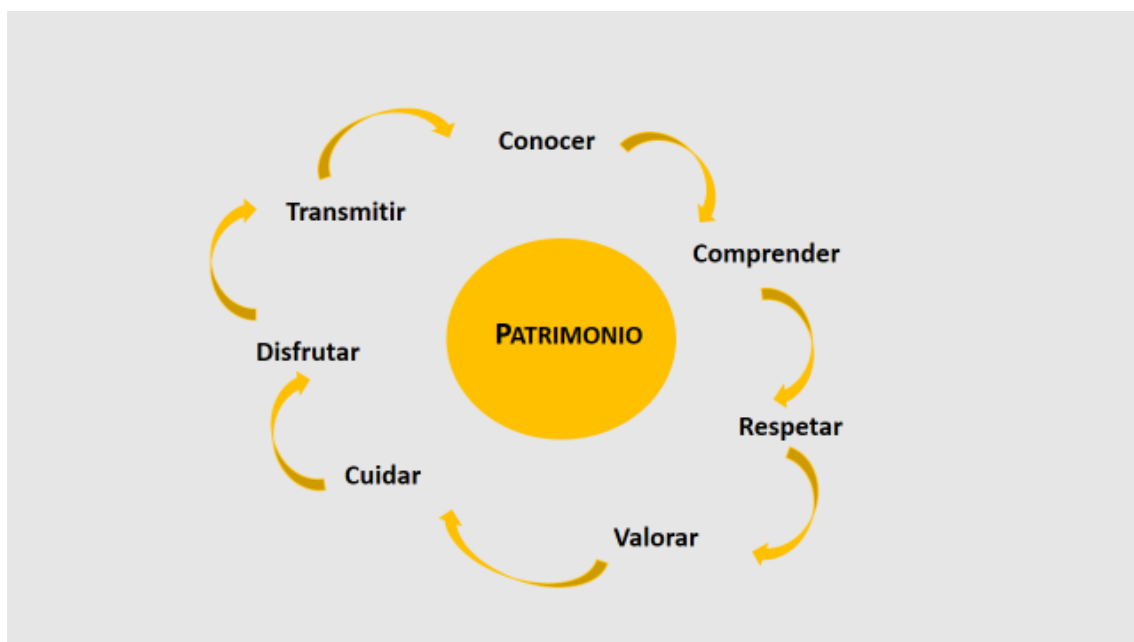 Conocer
Comprender
Respetar
Valorar
Cuidar
Disfrutar
Transmitir
PATRIMONIO